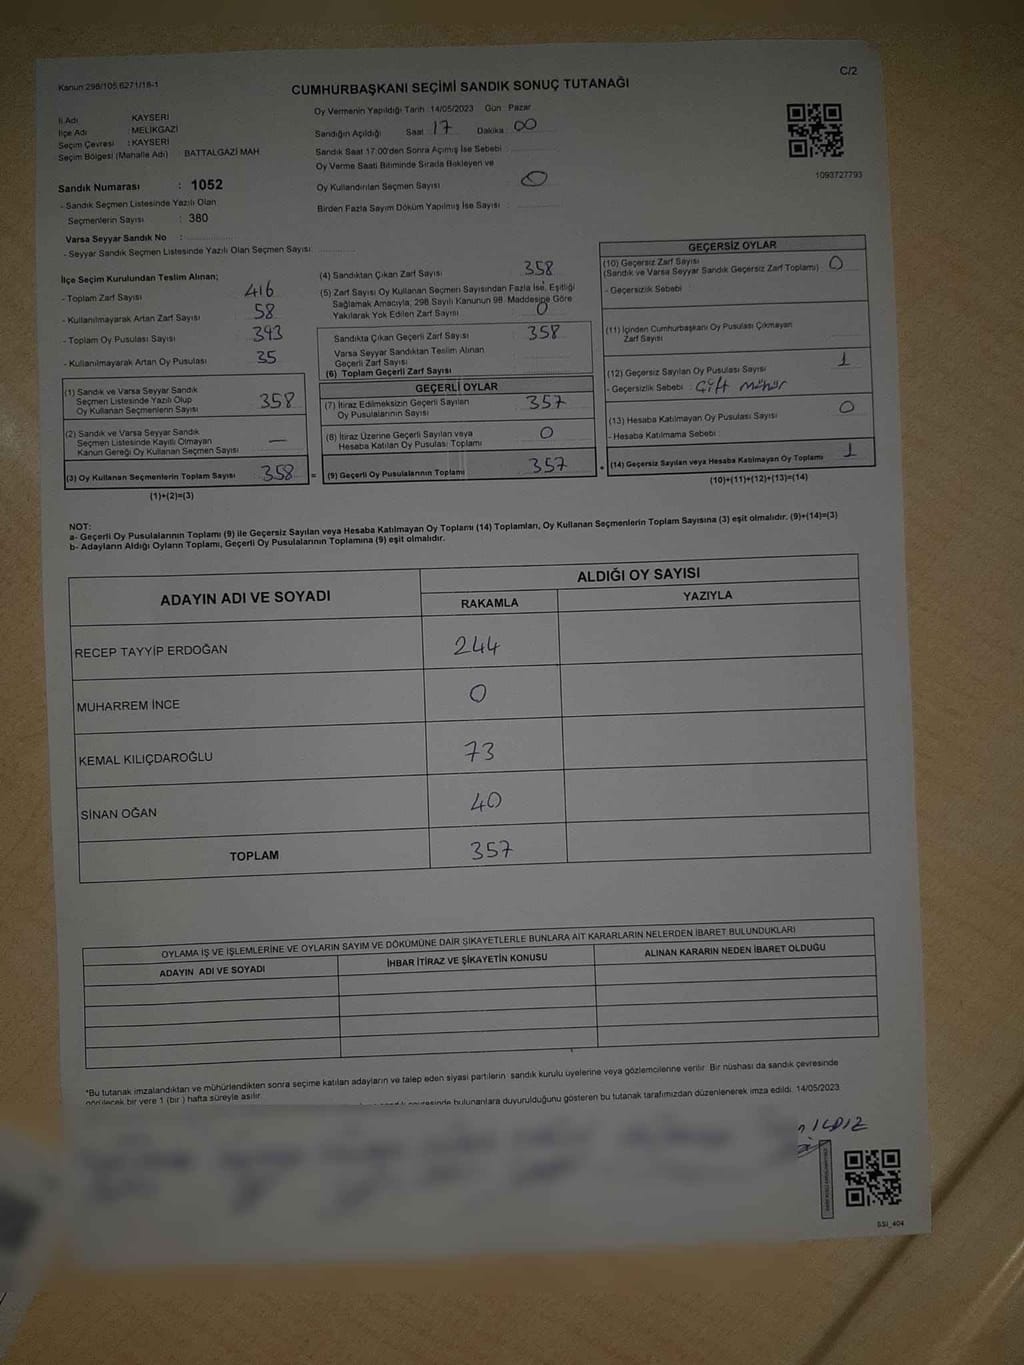 Kanun:298/105,6271/18-1
C/2
CUMHURBAŞKANI SEÇİMİ SANDIK SONUÇ TUTANAĞI
İl Adı KAYSERİ
İlçe Adı : MELİKGAZİ
Seçim Çevresi : KAYSERİ
Seçim Bölgesi (Mahalle Adı) BATTALGAZİ MAH.
Oy Vermenin Yapıldığı Tarih :14/05/2023 Gün : Pazar
Sandığın Açıldığı Saat 17 Dakika : 00
Sandık Saat 17:00'den Sonra Açımış İse Sebebi :
Oy Verme Saati Bitiminde Sırada Bekleyen ve
Oy Kullandırılan Seçmen Sayısı : 0
Birden Fazla Sayım Döküm Yapılmış İse Sayısı :
1093727793
Sandık Numarası : 1052
- Sandık Seçmen Listesinde Yazılı Olan
Seçmenlerin Sayısı : 380
Varsa Seyyar Sandık No :
- Seyyar Sandık Seçmen Listesinde Yazılı Olan Seçmen Sayısı:
İlçe Seçim Kurulundan Teslim Alınan;
- Toplam Zarf Sayısı 416
- Kullanılmayarak Artan Zarf Sayısı 58
- Toplam Oy Pusulası Sayısı 393
- Kullanılmayarak Artan Oy Pusulası 35
(1) Sandık ve Varsa Seyyar Sandık
Seçmen Listesinde Yazılı Olup
Oy Kullanan Seçmenlerin Sayısı 358
(2) Sandık ve Varsa Seyyar Sandık
Seçmen Listesinde Kayıtlı Olmayan
Kanun Gereği Oy Kullanan Seçmen Sayısı —
(3) Oy Kullanan Seçmenlerin Toplam Sayısı 358
(1)+(2)=(3)
(4) Sandıktan Çıkan Zarf Sayısı 358
(5) Zarf Sayısı Oy Kullanan Seçmen Sayısından Fazla İse, Eşitliği
Sağlamak Amacıyla; 298 Sayılı Kanunun 98. Maddesine Göre
Yakılarak Yok Edilen Zarf Sayısı 0
Sandıkta Çıkan Geçerli Zarf Sayısı 358
Varsa Seyyar Sandıktan Teslim Alınan
Geçerli Zarf Sayısı
(6) Toplam Geçerli Zarf Sayısı
GEÇERLİ OYLAR
(7) İtiraz Edilmeksizin Geçerli Sayılan
Oy Pusulalarının Sayısı 357
(8) İtiraz Üzerine Geçerli Sayılan veya
Hesaba Katılan Oy Pusulası Toplamı 0
= (9) Geçerli Oy Pusulalarının Toplamı 357
GEÇERSİZ OYLAR
(10) Geçersiz Zarf Sayısı
(Sandık ve Varsa Seyyar Sandık Geçersiz Zarf Toplamı) 0
- Geçersizlik Sebebi :
(11) İçinden Cumhurbaşkanı Oy Pusulası Çıkmayan
Zarf Sayısı
(12) Geçersiz Sayılan Oy Pusulası Sayısı 1
- Geçersizlik Sebebi : Çift mühür
(13) Hesaba Katılmayan Oy Pusulası Sayısı 0
- Hesaba Katılmama Sebebi :
+ (14) Geçersiz Sayılan veya Hesaba Katılmayan Oy Toplamı 1
(10)+(11)+(12)+(13)=(14)
NOT:
a- Geçerli Oy Pusulalarının Toplamı (9) ile Geçersiz Sayılan veya Hesaba Katılmayan Oy Toplamı (14) Toplamları, Oy Kullanan Seçmenlerin Toplam Sayısına (3) eşit olmalıdır. (9)+(14)=(3)
b- Adayların Aldığı Oyların Toplamı, Geçerli Oy Pusulalarının Toplamına (9) eşit olmalıdır.
ADAYIN ADI VE SOYADI
ALDIĞI OY SAYISI
RAKAMLA YAZIYLA
RECEP TAYYİP ERDOĞAN 244
MUHARREM İNCE 0
KEMAL KILIÇDAROĞLU 73
SİNAN OĞAN 40
TOPLAM 357
OYLAMA İŞ VE İŞLEMLERİNE VE OYLARIN SAYIM VE DÖKÜMÜNE DAİR ŞİKAYETLERLE BUNLARA AİT KARARLARIN NELERDEN İBARET BULUNDUKLARI
ADAYIN ADI VE SOYADI İHBAR İTİRAZ VE ŞİKAYETİN KONUSU ALINAN KARARIN NEDEN İBARET OLDUĞU
*Bu tutanak imzalandıktan ve mühürlendikten sonra seçime katılan adayların ve talep eden siyasi partilerin sandık kurulu üyelerine veya gözlemcilerine verilir. Bir nüshası da sandık çevresinde
görülecek bir yere 1 (bir ) hafta süreyle asılır.
çevresinde bulunanlara duyurulduğunu gösteren bu tutanak tarafımızdan düzenlenerek imza edildi. 14/05/2023
SSİ_404